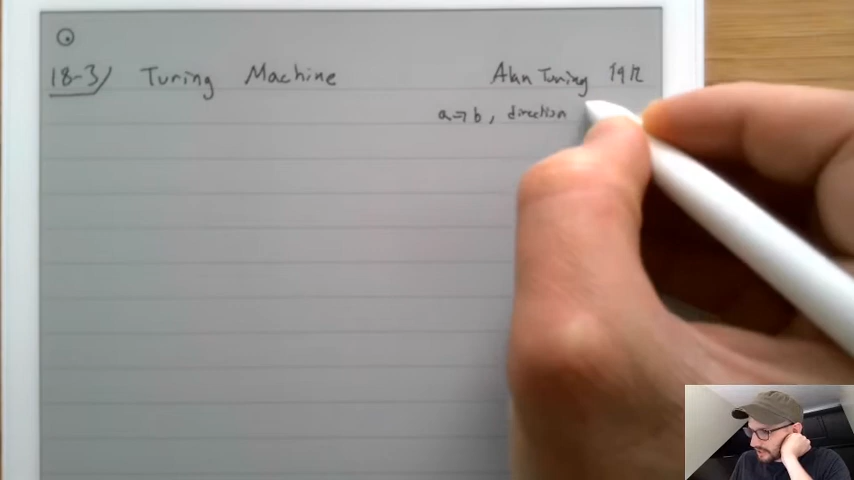 18-3/ Turing Machine Alan Turing
a → b, direction